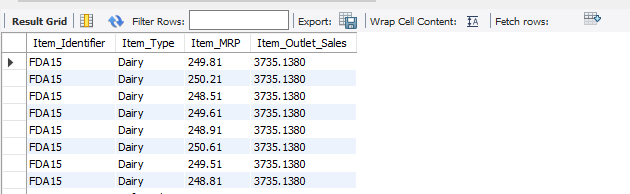 Result Grid Filter Rows: Export: Wrap Cell Content: Fetch rows:
Item_Identifier Item_Type Item_MRP Item_Outlet_Sales
FDA15 Dairy 249.81 3735.1380
FDA15 Dairy 250.21 3735.1380
FDA15 Dairy 248.51 3735.1380
FDA15 Dairy 249.61 3735.1380
FDA15 Dairy 248.91 3735.1380
FDA15 Dairy 250.61 3735.1380
FDA15 Dairy 249.51 3735.1380
FDA15 Dairy 248.81 3735.1380